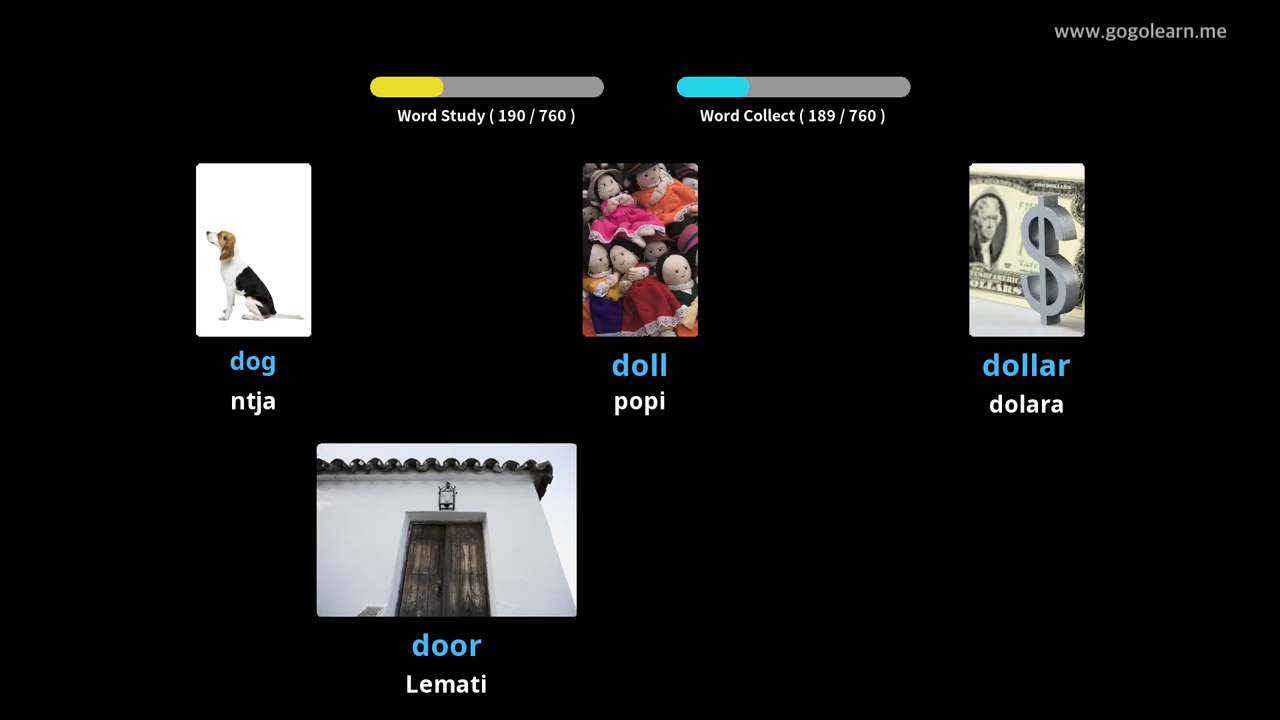 www.gogolearn.me
Word Study ( 190 / 760 )
Word Collect ( 189 / 760 )
dog
ntja
doll
popi
dollar
dolara
door
Lemati